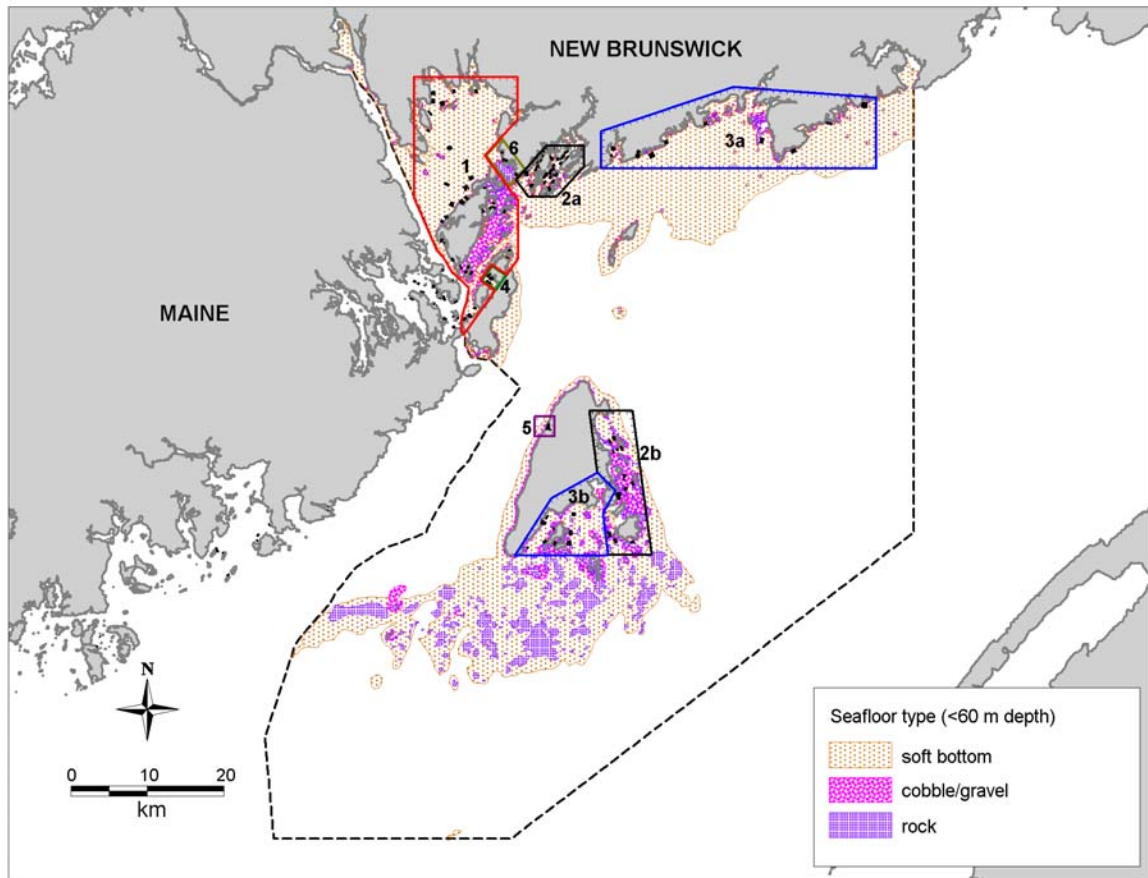 NEW BRUNSWICK
3a
6
1
2a
MAINE
4
5
2b
3b
N
0 10 20
km
Seafloor type (<60 m depth)
soft bottom
cobble/gravel
rock